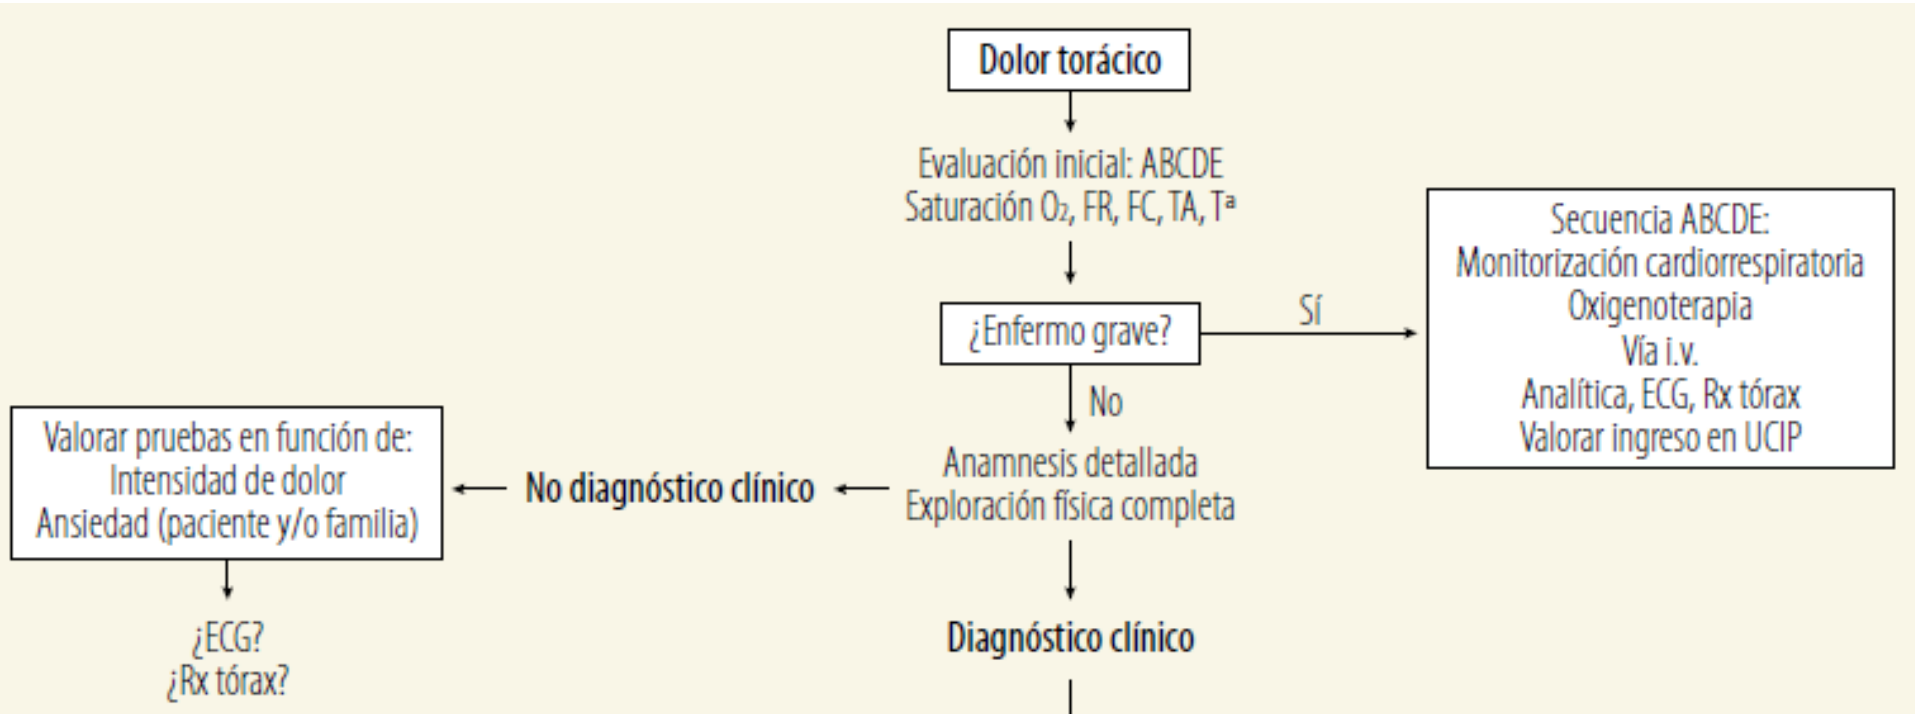 Dolor torácico
Evaluación inicial: ABCDE
Saturación O₂, FR, FC, TA, Tª
¿Enfermo grave?
Sí
Secuencia ABCDE:
Monitorización cardiorrespiratoria
Oxigenoterapia
Vía i.v.
Analítica, ECG, Rx tórax
Valorar ingreso en UCIP
No
Anamnesis detallada
Exploración física completa
No diagnóstico clínico
Valorar pruebas en función de:
Intensidad de dolor
Ansiedad (paciente y/o familia)
¿ECG?
¿Rx tórax?
Diagnóstico clínico